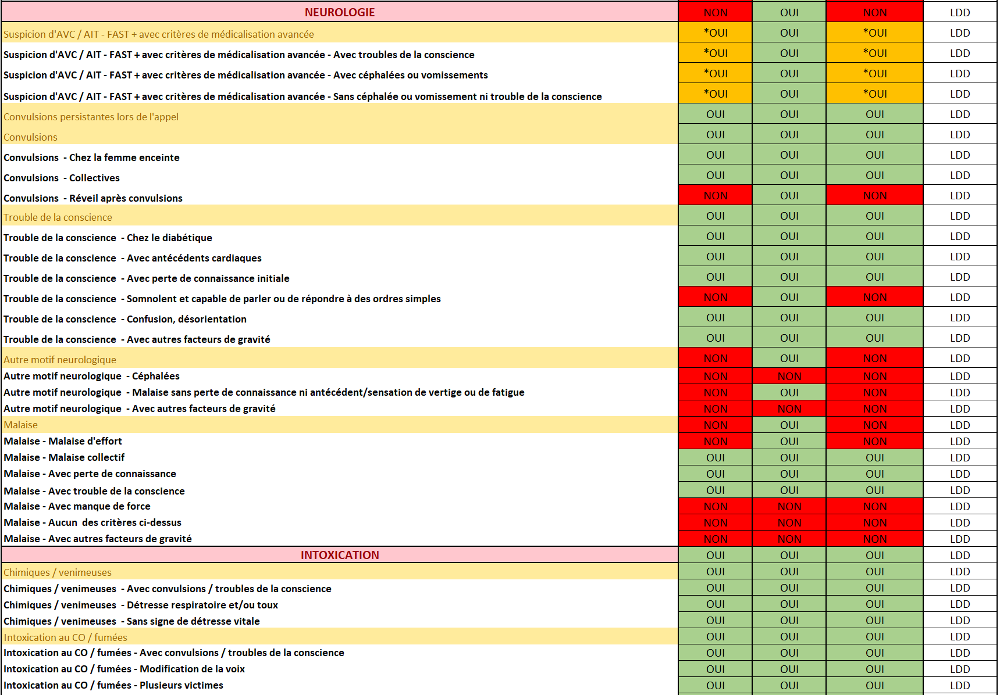 NEUROLOGIE NON OUI NON LDD
Suspicion d'AVC / AIT - FAST + avec critères de médicalisation avancée *OUI OUI *OUI LDD
Suspicion d'AVC / AIT - FAST + avec critères de médicalisation avancée - Avec troubles de la conscience *OUI OUI *OUI LDD
Suspicion d'AVC / AIT - FAST + avec critères de médicalisation avancée - Avec céphalées ou vomissements *OUI OUI *OUI LDD
Suspicion d'AVC / AIT - FAST + avec critères de médicalisation avancée - Sans céphalée ou vomissement ni trouble de la conscience *OUI OUI *OUI LDD
Convulsions persistantes lors de l'appel OUI OUI OUI LDD
Convulsions OUI OUI OUI LDD
Convulsions - Chez la femme enceinte OUI OUI OUI LDD
Convulsions - Collectives OUI OUI OUI LDD
Convulsions - Réveil après convulsions NON OUI NON LDD
Trouble de la conscience OUI OUI OUI LDD
Trouble de la conscience - Chez le diabétique OUI OUI OUI LDD
Trouble de la conscience - Avec antécédents cardiaques OUI OUI OUI LDD
Trouble de la conscience - Avec perte de connaissance initiale OUI OUI OUI LDD
Trouble de la conscience - Somnolent et capable de parler ou de répondre à des ordres simples NON OUI NON LDD
Trouble de la conscience - Confusion, désorientation OUI OUI OUI LDD
Trouble de la conscience - Avec autres facteurs de gravité OUI OUI OUI LDD
Autre motif neurologique NON OUI NON LDD
Autre motif neurologique - Céphalées NON NON NON LDD
Autre motif neurologique - Malaise sans perte de connaissance ni antécédent/sensation de vertige ou de fatigue NON OUI NON LDD
Autre motif neurologique - Avec autres facteurs de gravité NON NON NON LDD
Malaise NON OUI NON LDD
Malaise - Malaise d'effort NON OUI NON LDD
Malaise - Malaise collectif OUI OUI OUI LDD
Malaise - Avec perte de connaissance OUI OUI OUI LDD
Malaise - Avec trouble de la conscience OUI OUI OUI LDD
Malaise - Avec manque de force NON NON NON LDD
Malaise - Aucun des critères ci-dessus NON NON NON LDD
Malaise - Avec autres facteurs de gravité NON NON NON LDD
INTOXICATION OUI OUI OUI LDD
Chimiques / venimeuses OUI OUI OUI LDD
Chimiques / venimeuses - Avec convulsions / troubles de la conscience OUI OUI OUI LDD
Chimiques / venimeuses - Détresse respiratoire et/ou toux OUI OUI OUI LDD
Chimiques / venimeuses - Sans signe de détresse vitale OUI OUI OUI LDD
Intoxication au CO / fumées OUI OUI OUI LDD
Intoxication au CO / fumées - Avec convulsions / troubles de la conscience OUI OUI OUI LDD
Intoxication au CO / fumées - Modification de la voix OUI OUI OUI LDD
Intoxication au CO / fumées - Plusieurs victimes OUI OUI OUI LDD